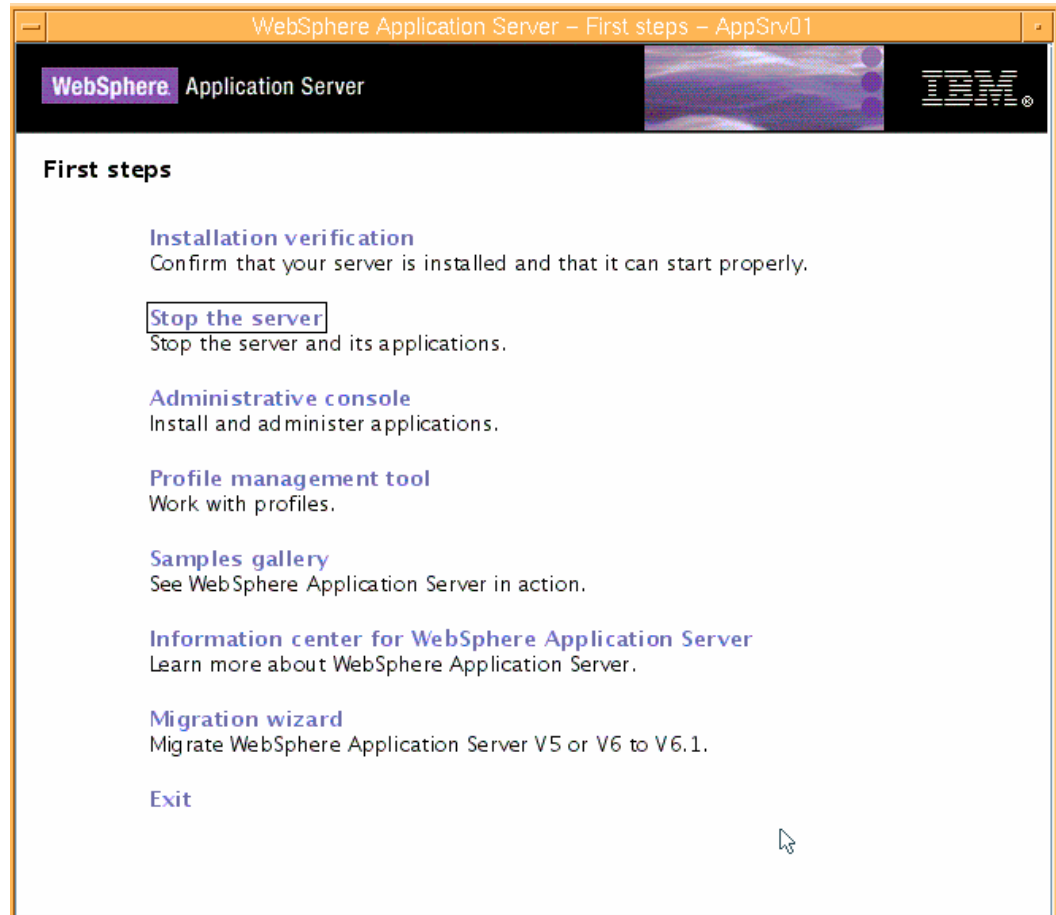 WebSphere Application Server – First steps – AppSrv01
WebSphere. Application Server
IBM®
First steps
Installation verification
Confirm that your server is installed and that it can start properly.
Stop the server
Stop the server and its applications.
Administrative console
Install and administer applications.
Profile management tool
Work with profiles.
Samples gallery
See WebSphere Application Server in action.
Information center for WebSphere Application Server
Learn more about WebSphere Application Server.
Migration wizard
Migrate WebSphere Application Server V5 or V6 to V6.1.
Exit